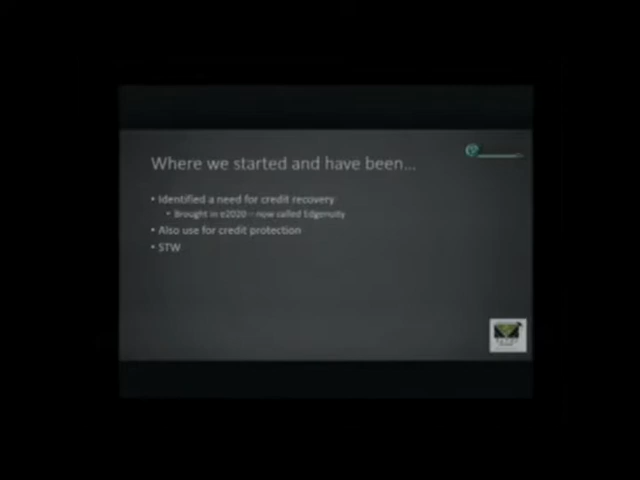 Where we started and have been...
• Identified a need for credit recovery
• Brought in e2020 – now called Edgenuity
• Also use for credit protection
• STW